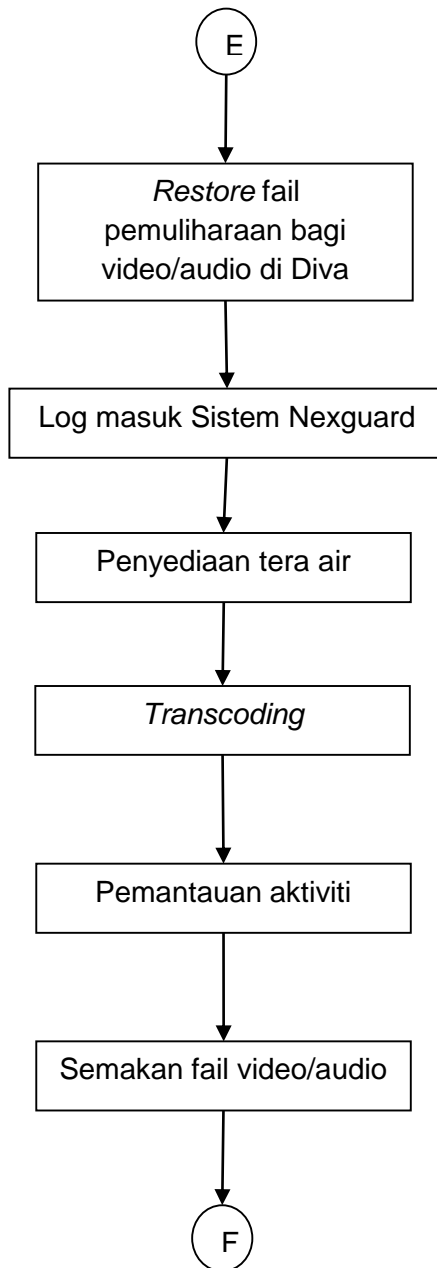 E
Restore fail
pemuliharaan bagi
video/audio di Diva
Log masuk Sistem Nexguard
Penyediaan tera air
Transcoding
Pemantauan aktiviti
Semakan fail video/audio
F